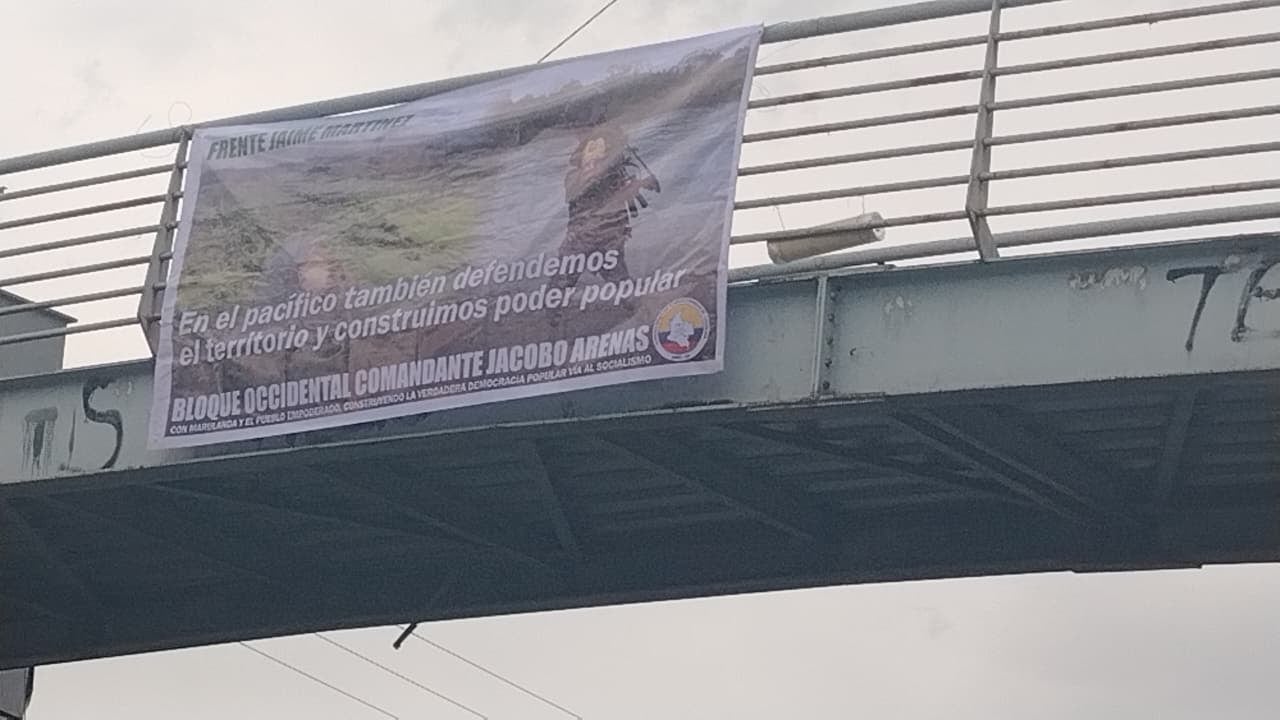 FRENTE JAIME MARTINEZ
En el pacífico también defendemos
el territorio y construimos poder popular
BLOQUE OCCIDENTAL COMANDANTE JACOBO ARENAS
CON MARULANDA Y EL PUEBLO EMPODERADO, CONSTRUYENDO LA VERDADERA DEMOCRACIA POPULAR VÍA AL SOCIALISMO
TE